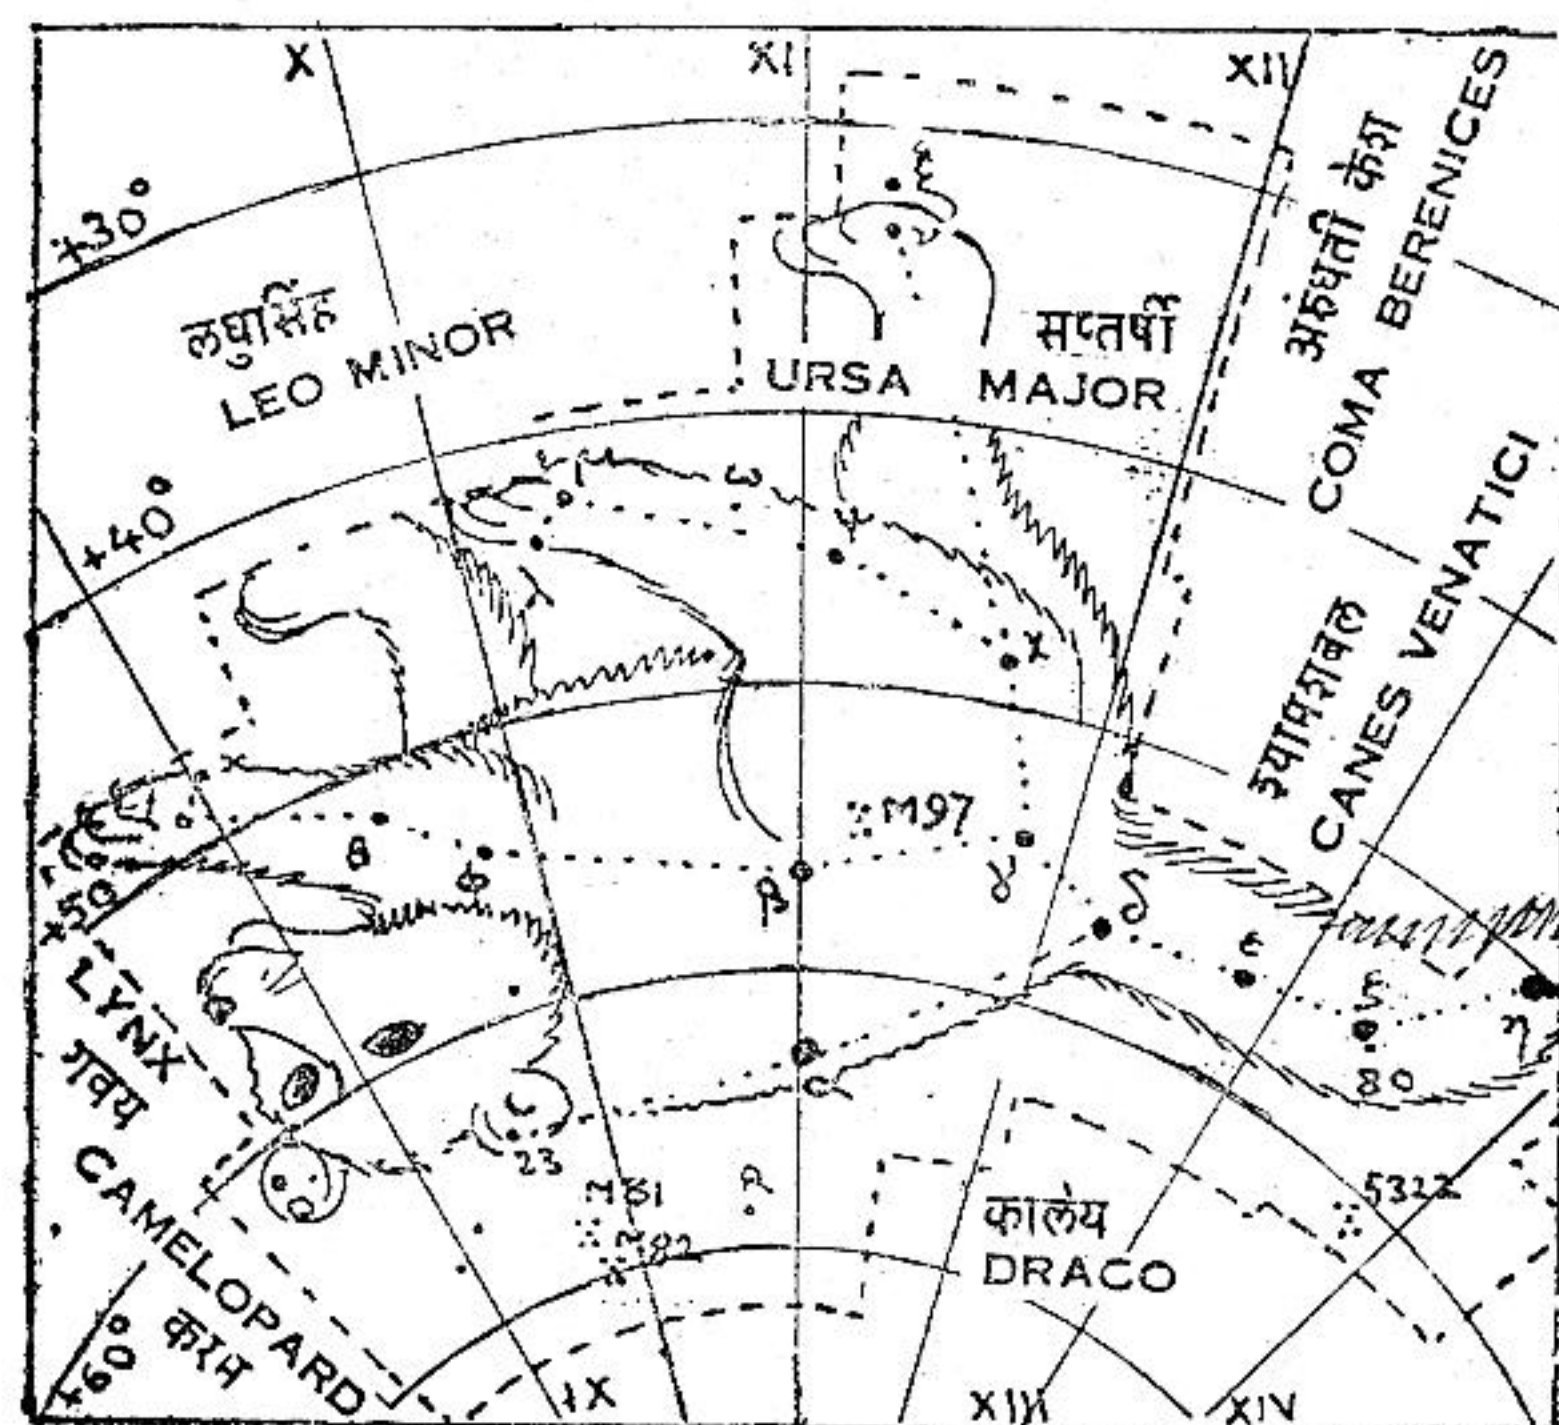 X
XI
XII
+30°
लघुसिंह
LEO MINOR
ξ
ν
URSA MAJOR
सप्तर्षी
अरुंधती केश
COMA BERENICES
+40°
μ
ω
ψ
λ
χ
श्यामशबल
CANES VENATICI
θ
φ
β
M97
γ
δ
ε
ζ
80
η
+50
LYNX
गवय
α
23
M81
M82
R
CAMELOPARD
करभ
+60°
कालेय
DRACO
5322
IX
XIII
XIV